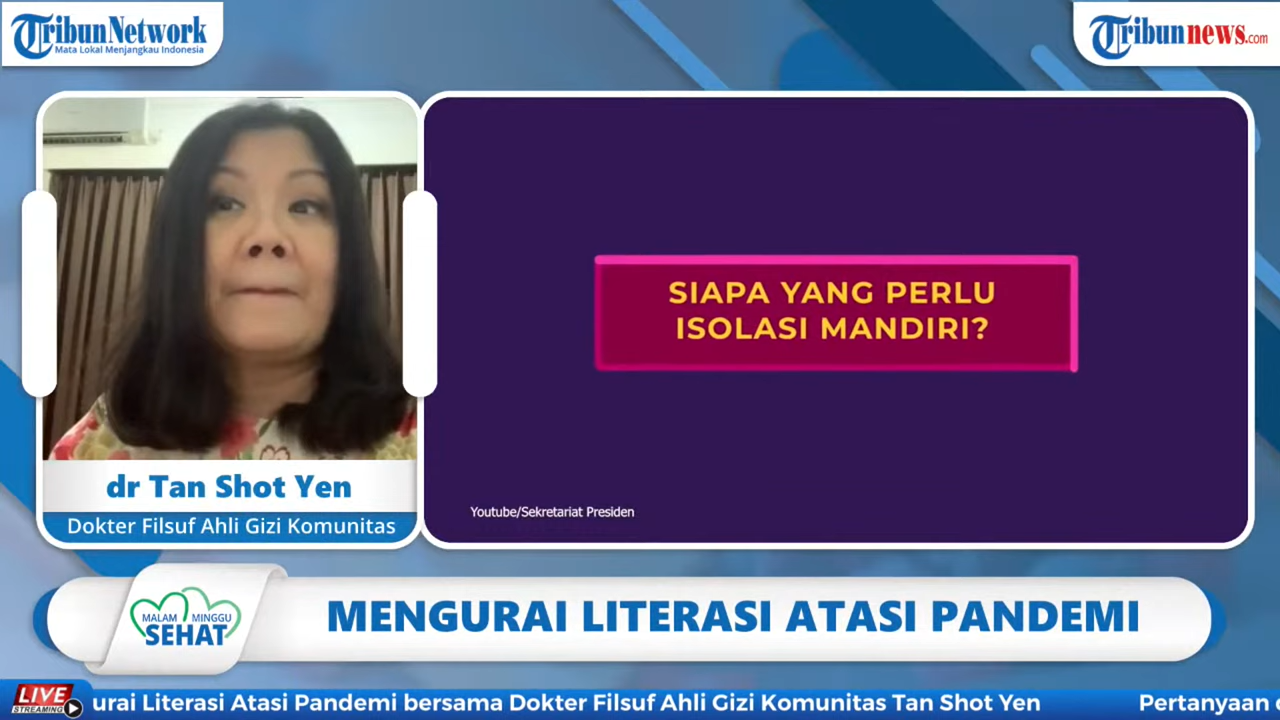 TribunNetwork
Mata Lokal Menjangkau Indonesia
Tribunnews.com
SIAPA YANG PERLU
ISOLASI MANDIRI?
Youtube/Sekretariat Presiden
dr Tan Shot Yen
Dokter Filsuf Ahli Gizi Komunitas
MALAM MINGGU
SEHAT
MENGURAI LITERASI ATASI PANDEMI
LIVE
STREAMING
urai Literasi Atasi Pandemi bersama Dokter Filsuf Ahli Gizi Komunitas Tan Shot Yen Pertanyaan